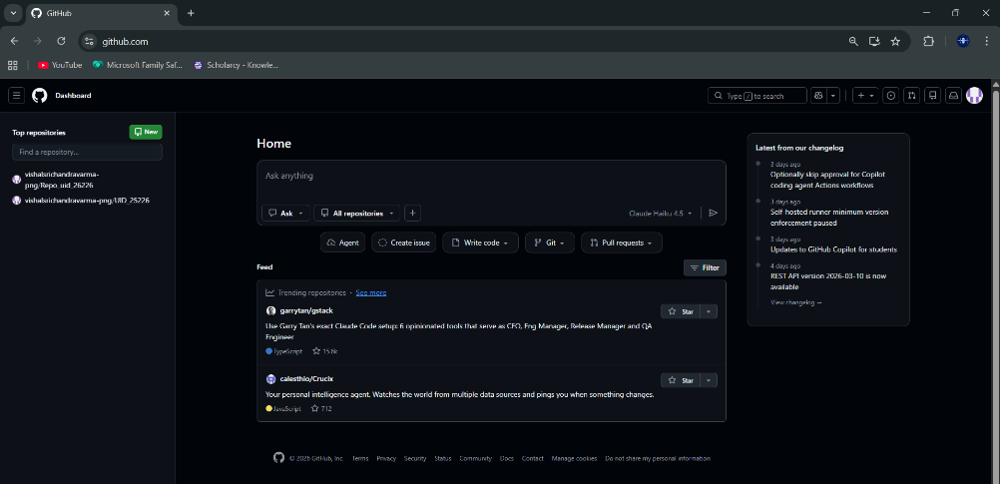 GitHub
github.com
YouTube
Microsoft Family Saf...
Scholarcy - Knowle...
Dashboard
Type / to search
Top repositories
New
Find a repository...
vishalsrichandravarma-
png/Repo_uid_26226
vishalsrichandravarma-png/UID_25226
Home
Ask anything
Ask
All repositories
Claude Haiku 4.5
Agent
Create issue
Write code
Git
Pull requests
Feed
Filter
Trending repositories · See more
garrytan/gstack
Star
Use Garry Tan's exact Claude Code setup: 6 opinionated tools that serve as CEO, Eng Manager, Release Manager and QA
Engineer
TypeScript 15.6k
calesthio/Crucix
Star
Your personal intelligence agent. Watches the world from multiple data sources and pings you when something changes.
JavaScript 712
Latest from our changelog
3 days ago
Optionally skip approval for Copilot
coding agent Actions workflows
3 days ago
Self-hosted runner minimum version
enforcement paused
3 days ago
Updates to GitHub Copilot for students
4 days ago
REST API version 2026-03-10 is now
available
View changelog →
© 2026 GitHub, Inc. Terms Privacy Security Status Community Docs Contact Manage cookies Do not share my personal information